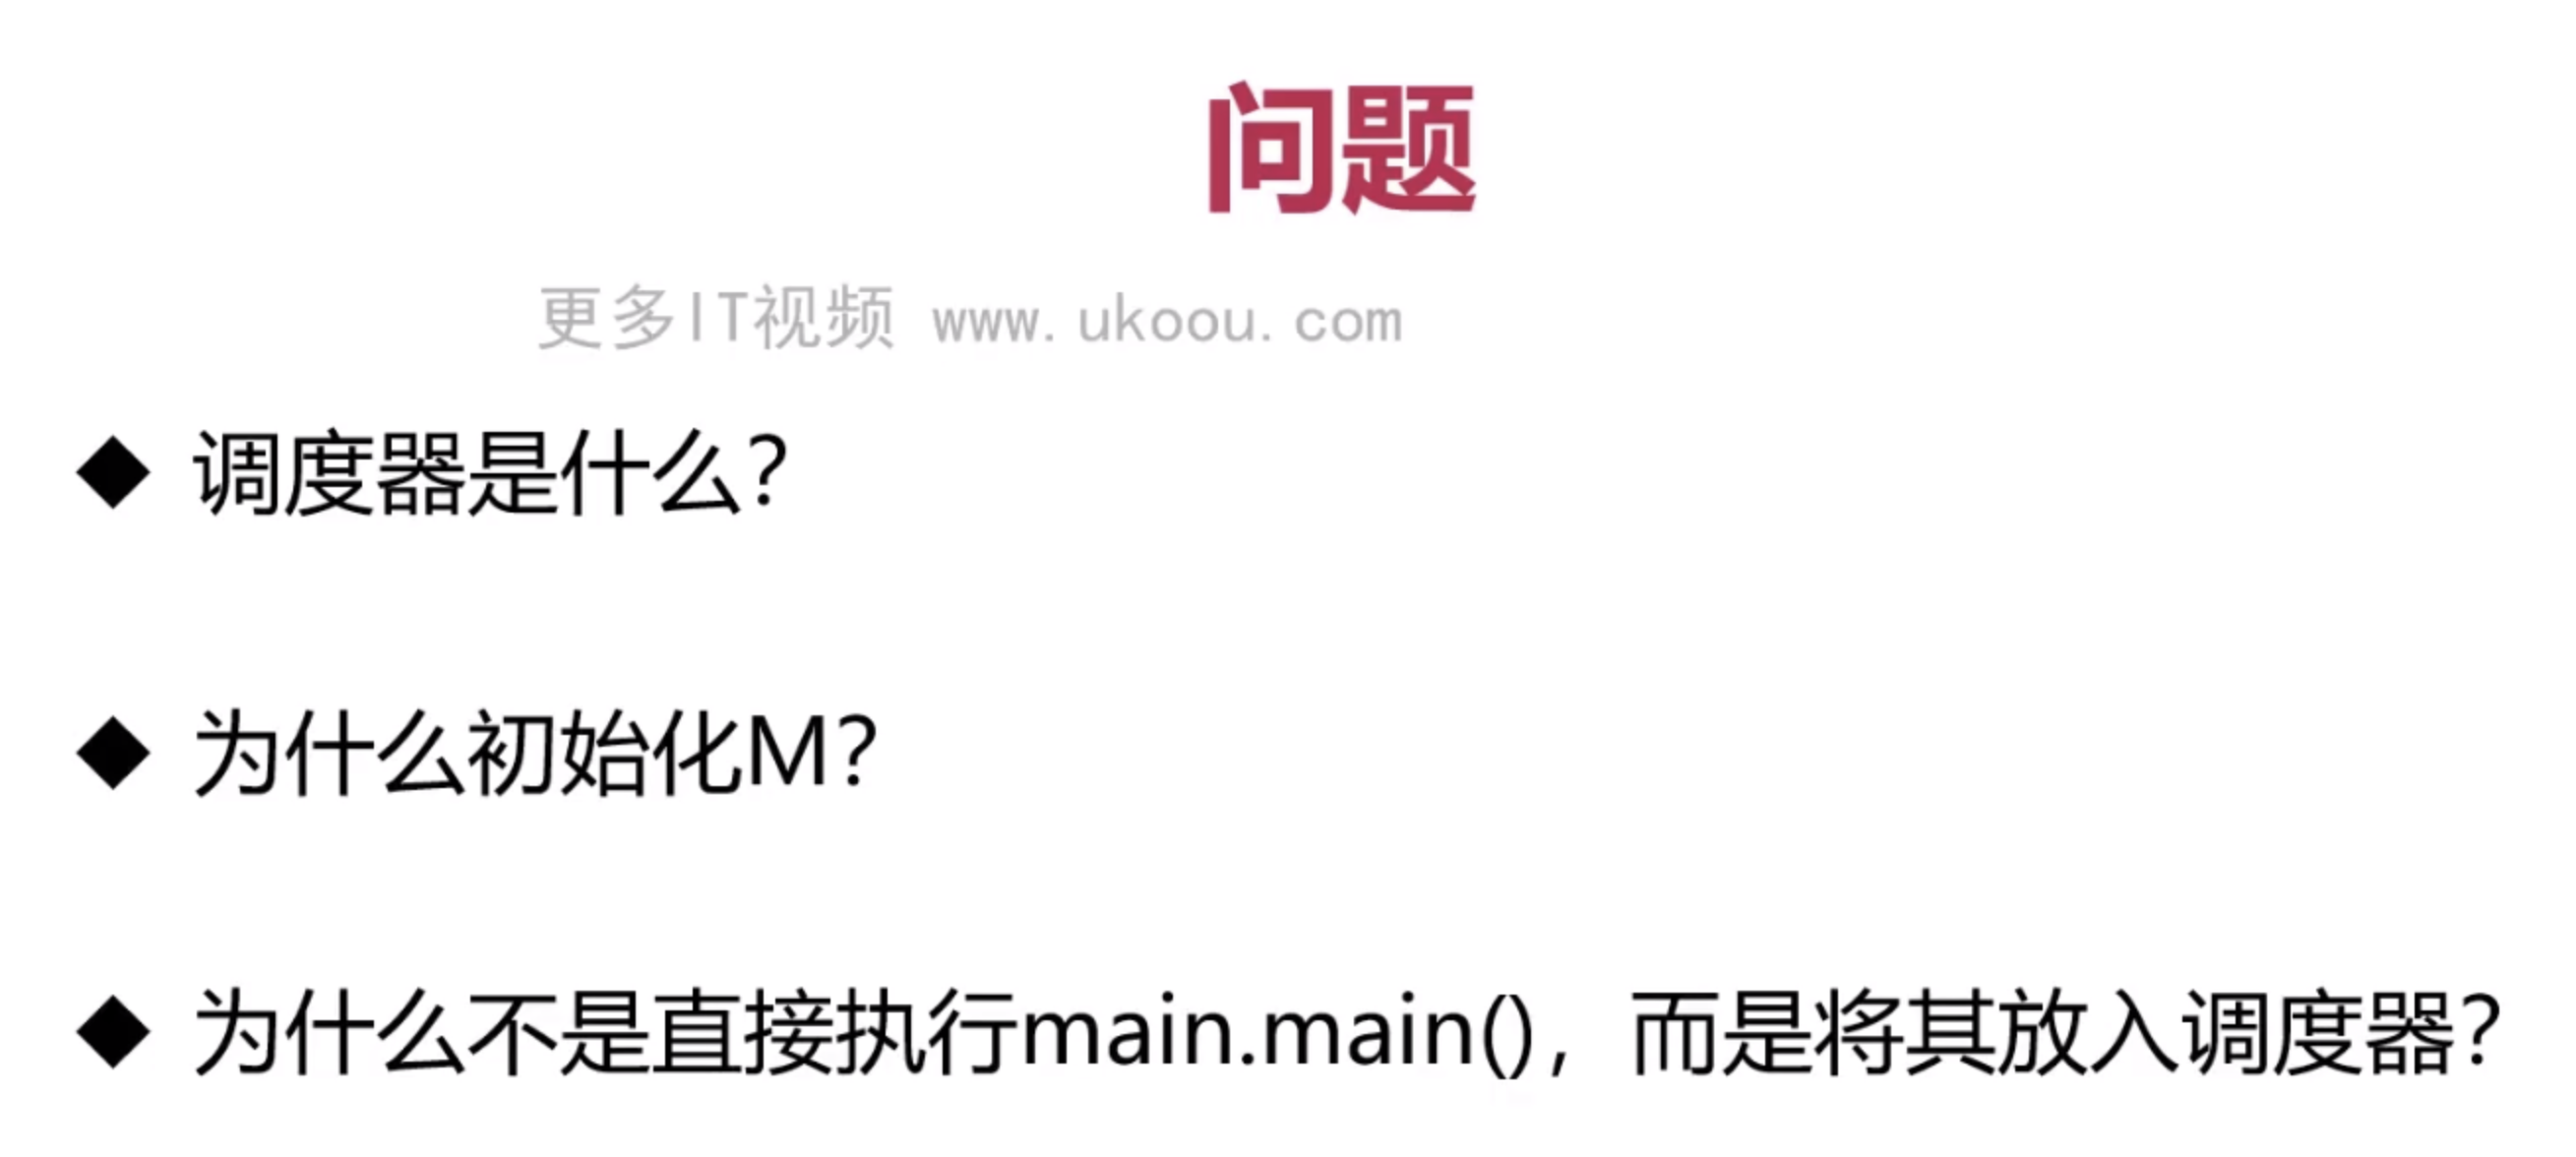 问题
更多IT视频 www.ukoou.com
◆ 调度器是什么？
◆ 为什么初始化M？
◆ 为什么不是直接执行main.main()，而是将其放入调度器？